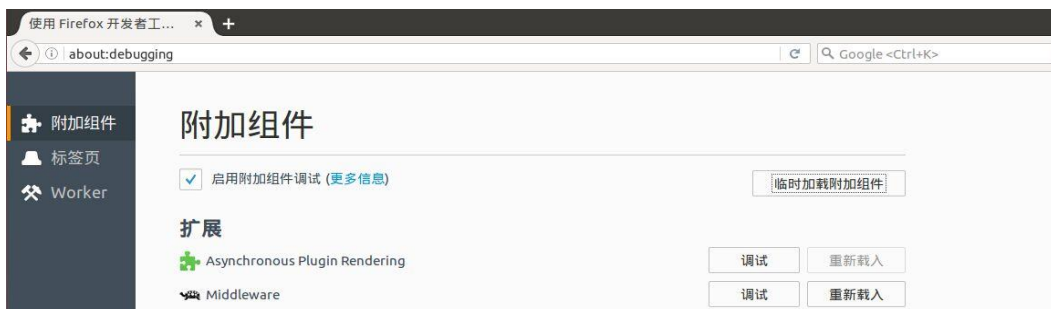 使用 Firefox 开发者工... × +
about:debugging
Google <Ctrl+K>
附加组件
标签页
Worker
附加组件
启用附加组件调试 (更多信息)
临时加载附加组件
扩展
Asynchronous Plugin Rendering 调试 重新载入
Middleware 调试 重新载入